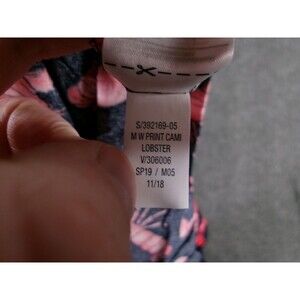 S/392169-05
M W PRINT CAMI
LOBSTER
V/306006
SP19 / M05
11/18